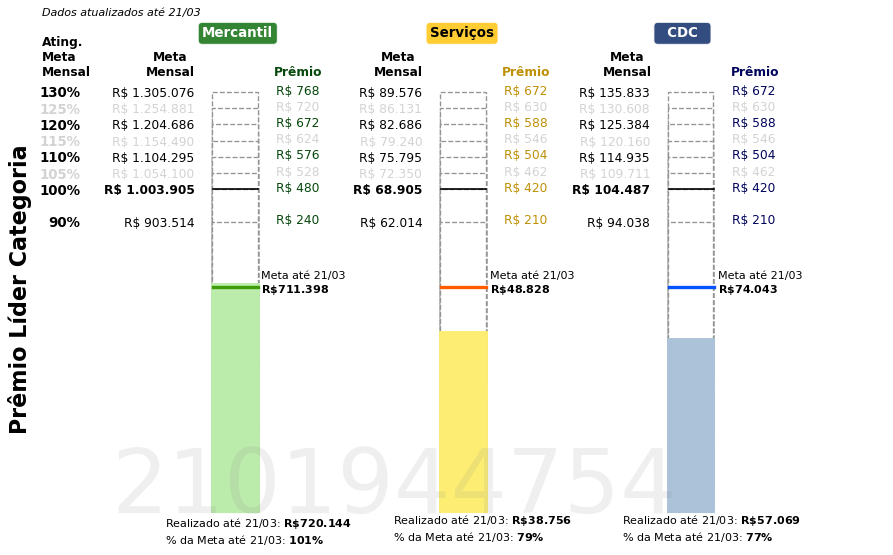 Dados atualizados até 21/03
Mercantil
Serviços
CDC
Ating.
Meta
Mensal
Meta
Mensal
Prêmio
Meta
Mensal
Prêmio
Meta
Mensal
Prêmio
130% R$ 1.305.076 R$ 768 R$ 89.576 R$ 672 R$ 135.833 R$ 672
125% R$ 1.254.881 R$ 720 R$ 86.131 R$ 630 R$ 130.608 R$ 630
120% R$ 1.204.686 R$ 672 R$ 82.686 R$ 588 R$ 125.384 R$ 588
115% R$ 1.154.490 R$ 624 R$ 79.240 R$ 546 R$ 120.160 R$ 546
110% R$ 1.104.295 R$ 576 R$ 75.795 R$ 504 R$ 114.935 R$ 504
105% R$ 1.054.100 R$ 528 R$ 72.350 R$ 462 R$ 109.711 R$ 462
100% R$ 1.003.905 R$ 480 R$ 68.905 R$ 420 R$ 104.487 R$ 420
90% R$ 903.514 R$ 240 R$ 62.014 R$ 210 R$ 94.038 R$ 210
Prêmio Líder Categoria
Meta até 21/03
R$711.398
Meta até 21/03
R$48.828
Meta até 21/03
R$74.043
2101944754
Realizado até 21/03: R$720.144
% da Meta até 21/03: 101%
Realizado até 21/03: R$38.756
% da Meta até 21/03: 79%
Realizado até 21/03: R$57.069
% da Meta até 21/03: 77%